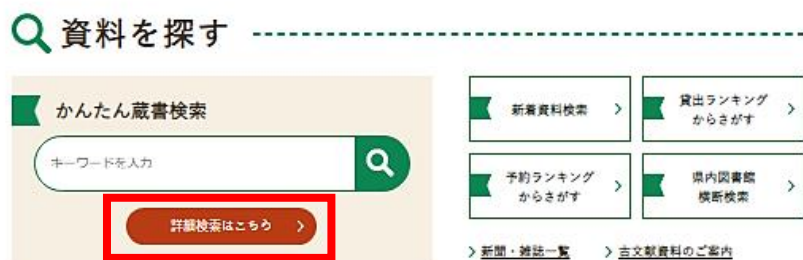 資料を探す
かんたん蔵書検索
キーワードを入力
詳細検索はこちら
新着資料検索
貸出ランキング
からさがす
予約ランキング
からさがす
県内図書館
横断検索
新聞・雑誌一覧
古文献資料のご案内